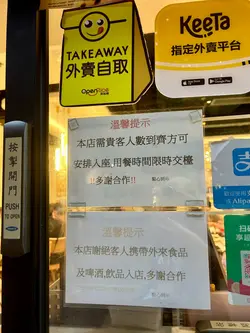 TAKEAWAY
外賣自取
OpenRice
KeeTa
指定外賣平台
按掣開門
PUSH
TO OPEN
溫馨提示
本店需貴客人數到齊方可
安排入座,用餐時間限時交檯
!!多謝合作!!
溫馨提示
本店謝絕客人携帶外來食品
及啤酒,飲品入店,多謝合作